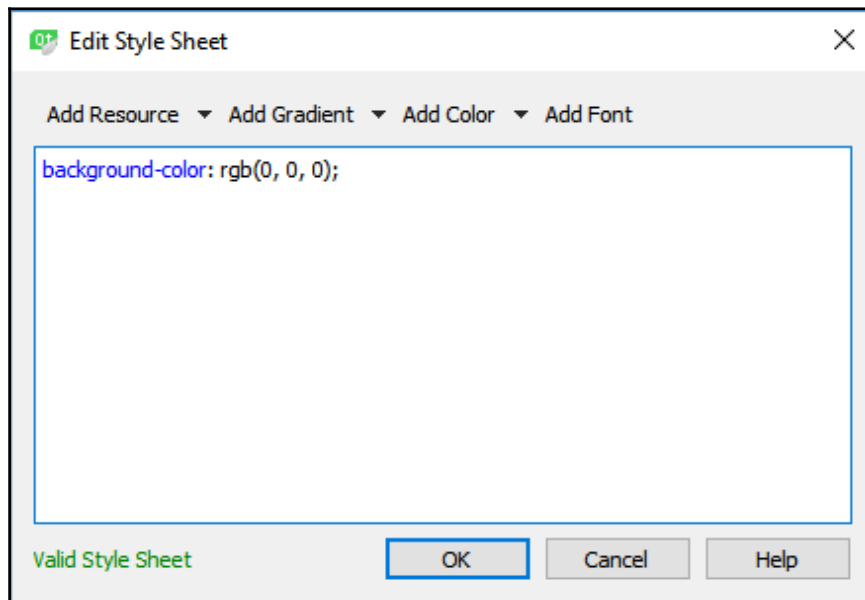 Edit Style Sheet
Add Resource Add Gradient Add Color Add Font
background-color: rgb(0, 0, 0);
Valid Style Sheet OK Cancel Help